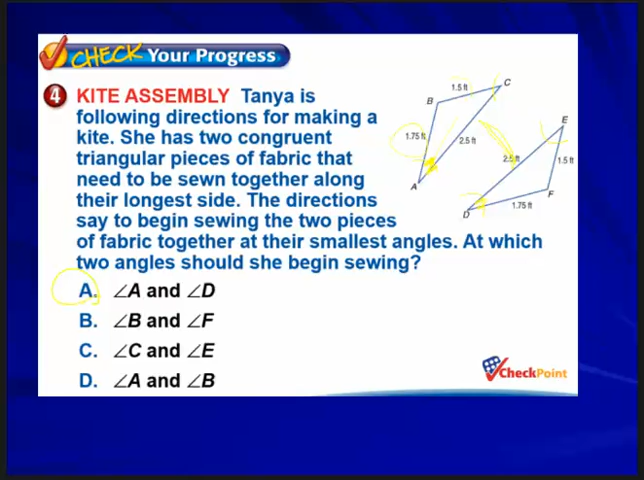 CHECK Your Progress
4 KITE ASSEMBLY Tanya is
following directions for making a
kite. She has two congruent
triangular pieces of fabric that
need to be sewn together along
their longest side. The directions
say to begin sewing the two pieces
of fabric together at their smallest angles. At which
two angles should she begin sewing?
A. ∠A and ∠D
B. ∠B and ∠F
C. ∠C and ∠E
D. ∠A and ∠B
C
1.5 ft
B
1.75 ft
2.5 ft
A
E
2.5 ft
1.5 ft
F
1.75 ft
D
CheckPoint